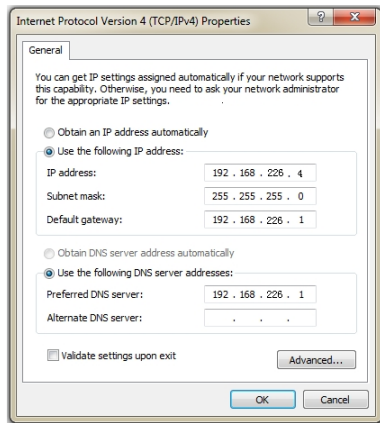 Internet Protocol Version 4 (TCP/IPv4) Properties
General
You can get IP settings assigned automatically if your network supports
this capability. Otherwise, you need to ask your network administrator
for the appropriate IP settings.
Obtain an IP address automatically
Use the following IP address:
IP address: 192 . 168 . 226 . 4
Subnet mask: 255 . 255 . 255 . 0
Default gateway: 192 . 168 . 226 . 1
Obtain DNS server address automatically
Use the following DNS server addresses:
Preferred DNS server: 192 . 168 . 226 . 1
Alternate DNS server: . . .
Validate settings upon exit
Advanced...
OK Cancel